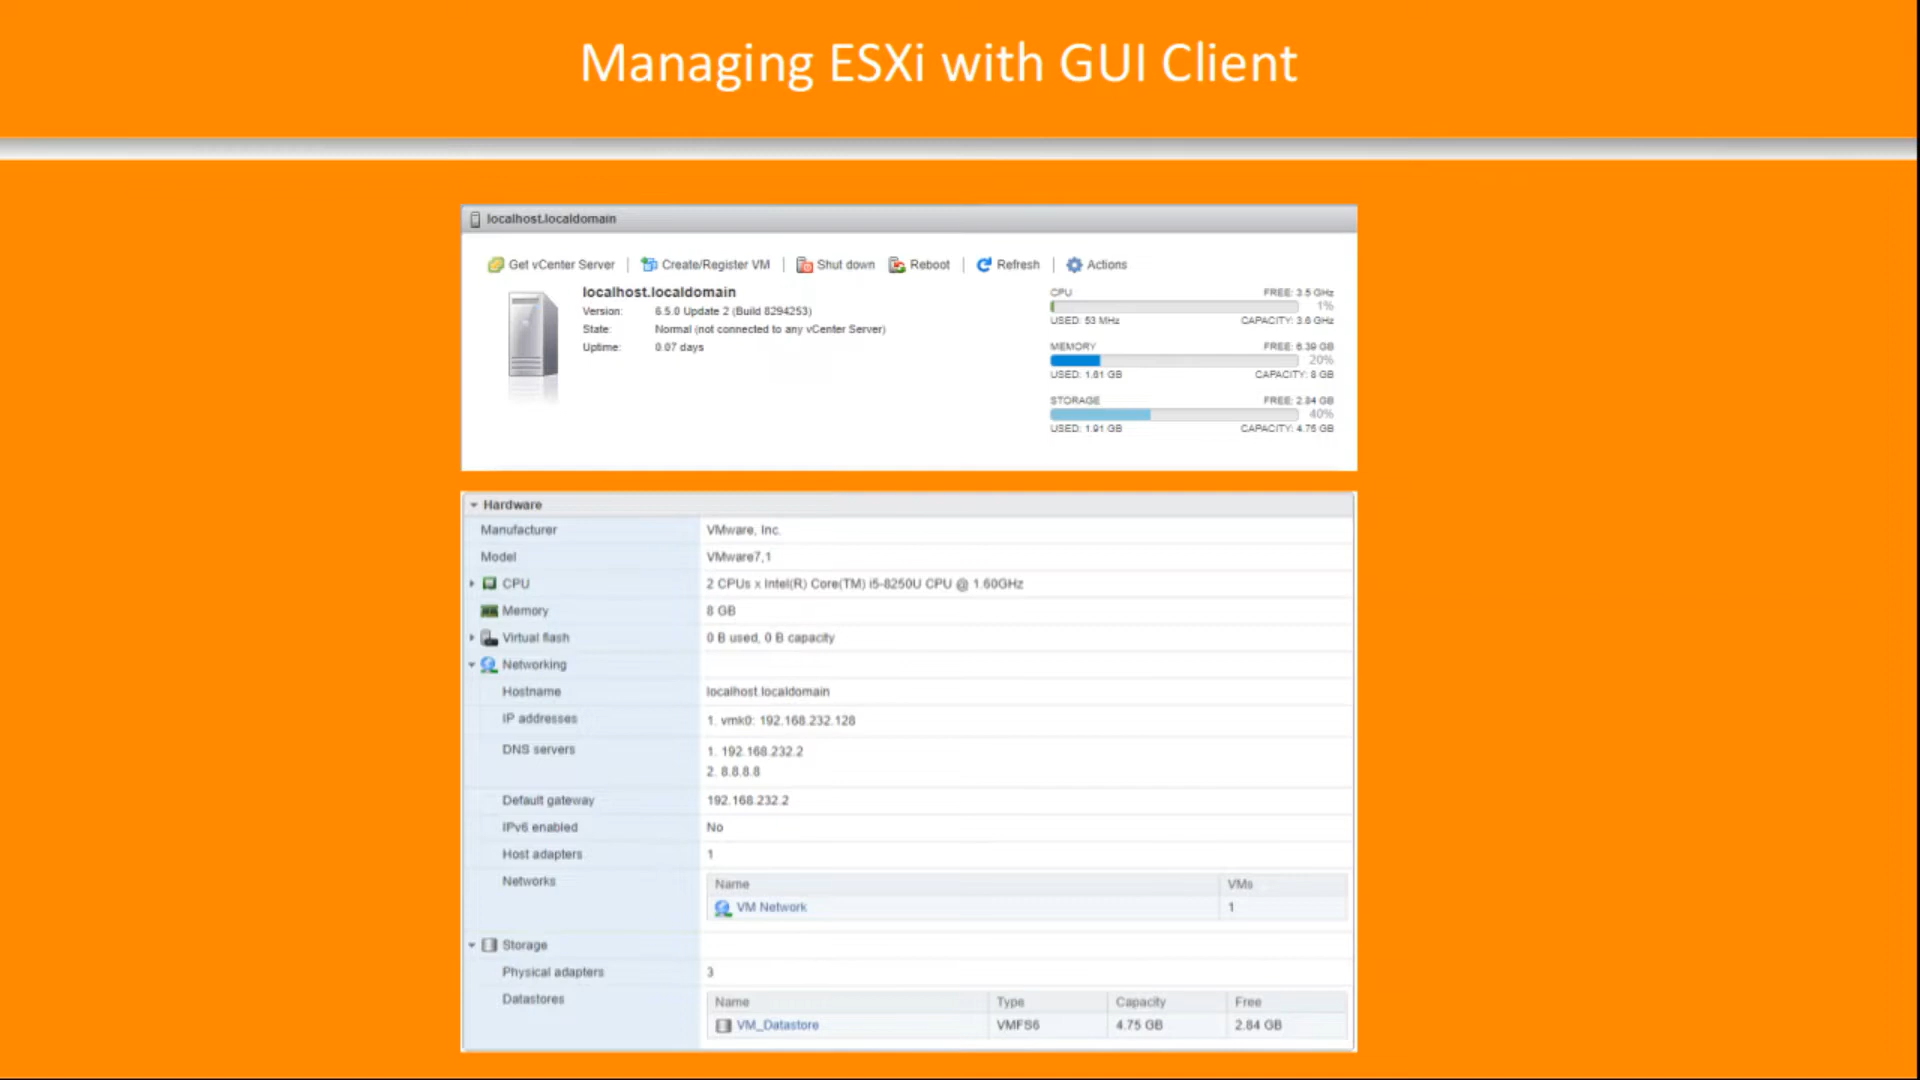 Managing ESXi with GUI Client
localhost.localdomain
Get vCenter Server | Create/Register VM | Shut down Reboot | Refresh | Actions
localhost.localdomain
Version: 6.5.0 Update 2 (Build 8294253)
State: Normal (not connected to any vCenter Server)
Uptime: 0.07 days
CPU FREE: 3.5 GHz
1%
USED: 53 MHz CAPACITY: 3.6 GHz
MEMORY FREE: 6.39 GB
20%
USED: 1.61 GB CAPACITY: 8 GB
STORAGE FREE: 2.84 GB
40%
USED: 1.91 GB CAPACITY: 4.75 GB
Hardware
Manufacturer VMware, Inc.
Model VMware7,1
CPU 2 CPUs x Intel(R) Core(TM) i5-8250U CPU @ 1.60GHz
Memory 8 GB
Virtual flash 0 B used, 0 B capacity
Networking
Hostname localhost.localdomain
IP addresses 1. vmk0: 192.168.232.128
DNS servers 1. 192.168.232.2
2. 8.8.8.8
Default gateway 192.168.232.2
IPv6 enabled No
Host adapters 1
Networks Name VMs
VM Network 1
Storage
Physical adapters 3
Datastores Name Type Capacity Free
VM_Datastore VMFS6 4.75 GB 2.84 GB